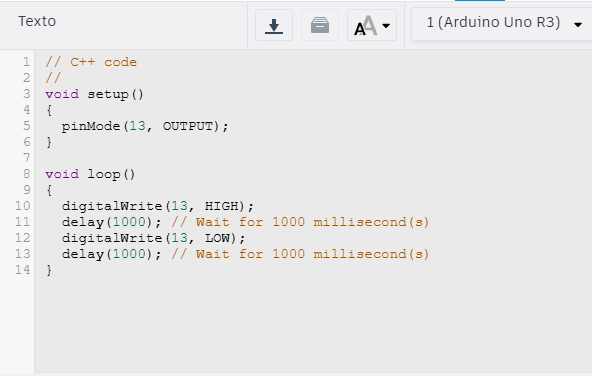 Texto
1 (Arduino Uno R3)
1 // C++ code
2 //
3 void setup()
4 {
5   pinMode(13, OUTPUT);
6 }
7
8 void loop()
9 {
10   digitalWrite(13, HIGH);
11   delay(1000); // Wait for 1000 millisecond(s)
12   digitalWrite(13, LOW);
13   delay(1000); // Wait for 1000 millisecond(s)
14 }